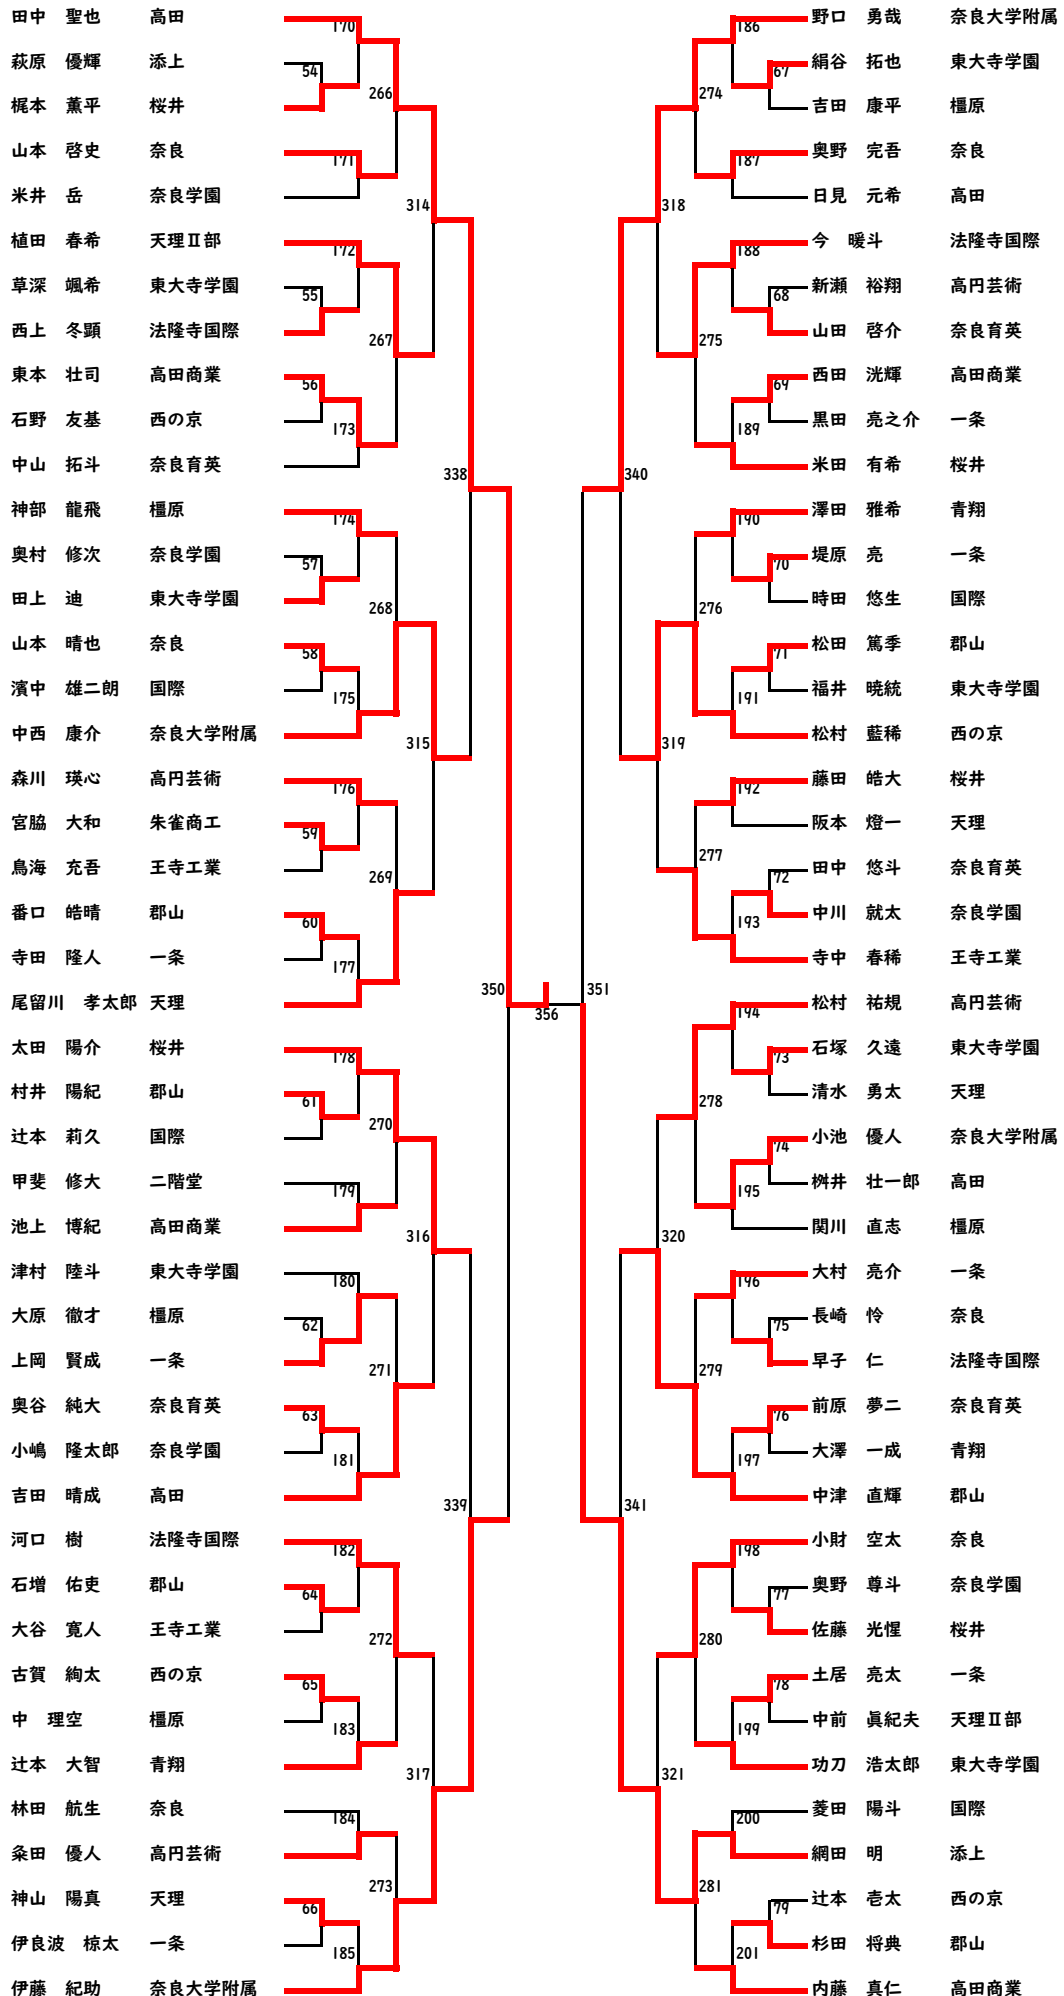 田中 聖也 高田
萩原 優輝 添上
梶本 薫平 桜井
山本 啓史 奈良
米井 岳 奈良学園
植田 春希 天理Ⅱ部
草深 颯希 東大寺学園
西上 冬顕 法隆寺国際
東本 壮司 高田商業
石野 友基 西の京
中山 拓斗 奈良育英
神部 龍飛 橿原
奥村 修次 奈良学園
田上 迪 東大寺学園
山本 晴也 奈良
濱中 雄二朗 国際
中西 康介 奈良大学附属
森川 瑛心 高円芸術
宮脇 大和 朱雀商工
鳥海 充吾 王寺工業
番口 皓晴 郡山
寺田 隆人 一条
尾留川 孝太郎 天理
太田 陽介 桜井
村井 陽紀 郡山
辻本 莉久 国際
甲斐 修大 二階堂
池上 博紀 高田商業
津村 陸斗 東大寺学園
大原 徹才 橿原
上岡 賢成 一条
奥谷 純大 奈良育英
小嶋 隆太郎 奈良学園
吉田 晴成 高田
河口 樹 法隆寺国際
石増 佑吏 郡山
大谷 寛人 王寺工業
古賀 絢太 西の京
中 理空 橿原
辻本 大智 青翔
林田 航生 奈良
粂田 優人 高円芸術
神山 陽真 天理
伊良波 椋太 一条
伊藤 紀助 奈良大学附属
170
54
266
171
314
172
55
267
56
173
338
174
57
268
58
175
315
176
59
269
60
177
350
178
61
270
179
316
180
62
271
63
181
339
182
64
272
65
183
317
184
273
66
185
356
351
186
67
274
187
318
188
68
275
69
189
340
190
70
276
71
191
319
192
277
72
193
194
73
278
74
195
320
196
75
279
76
197
341
198
77
280
78
199
321
200
281
79
201
野口 勇哉 奈良大学附属
絹谷 拓也 東大寺学園
吉田 康平 橿原
奥野 完吾 奈良
日見 元希 高田
今 暖斗 法隆寺国際
新瀬 裕翔 高円芸術
山田 啓介 奈良育英
西田 洸輝 高田商業
黒田 亮之介 一条
米田 有希 桜井
澤田 雅希 青翔
堤原 亮 一条
時田 悠生 国際
松田 篤季 郡山
福井 暁統 東大寺学園
松村 藍稀 西の京
藤田 皓大 桜井
阪本 燈一 天理
田中 悠斗 奈良育英
中川 就太 奈良学園
寺中 春稀 王寺工業
松村 祐規 高円芸術
石塚 久遠 東大寺学園
清水 勇太 天理
小池 優人 奈良大学附属
桝井 壮一郎 高田
関川 直志 橿原
大村 亮介 一条
長崎 怜 奈良
早子 仁 法隆寺国際
前原 夢二 奈良育英
大澤 一成 青翔
中津 直輝 郡山
小財 空太 奈良
奥野 尊斗 奈良学園
佐藤 光惺 桜井
土居 亮太 一条
中前 眞紀夫 天理Ⅱ部
功刀 浩太郎 東大寺学園
菱田 陽斗 国際
網田 明 添上
辻本 壱太 西の京
杉田 将典 郡山
内藤 真仁 高田商業